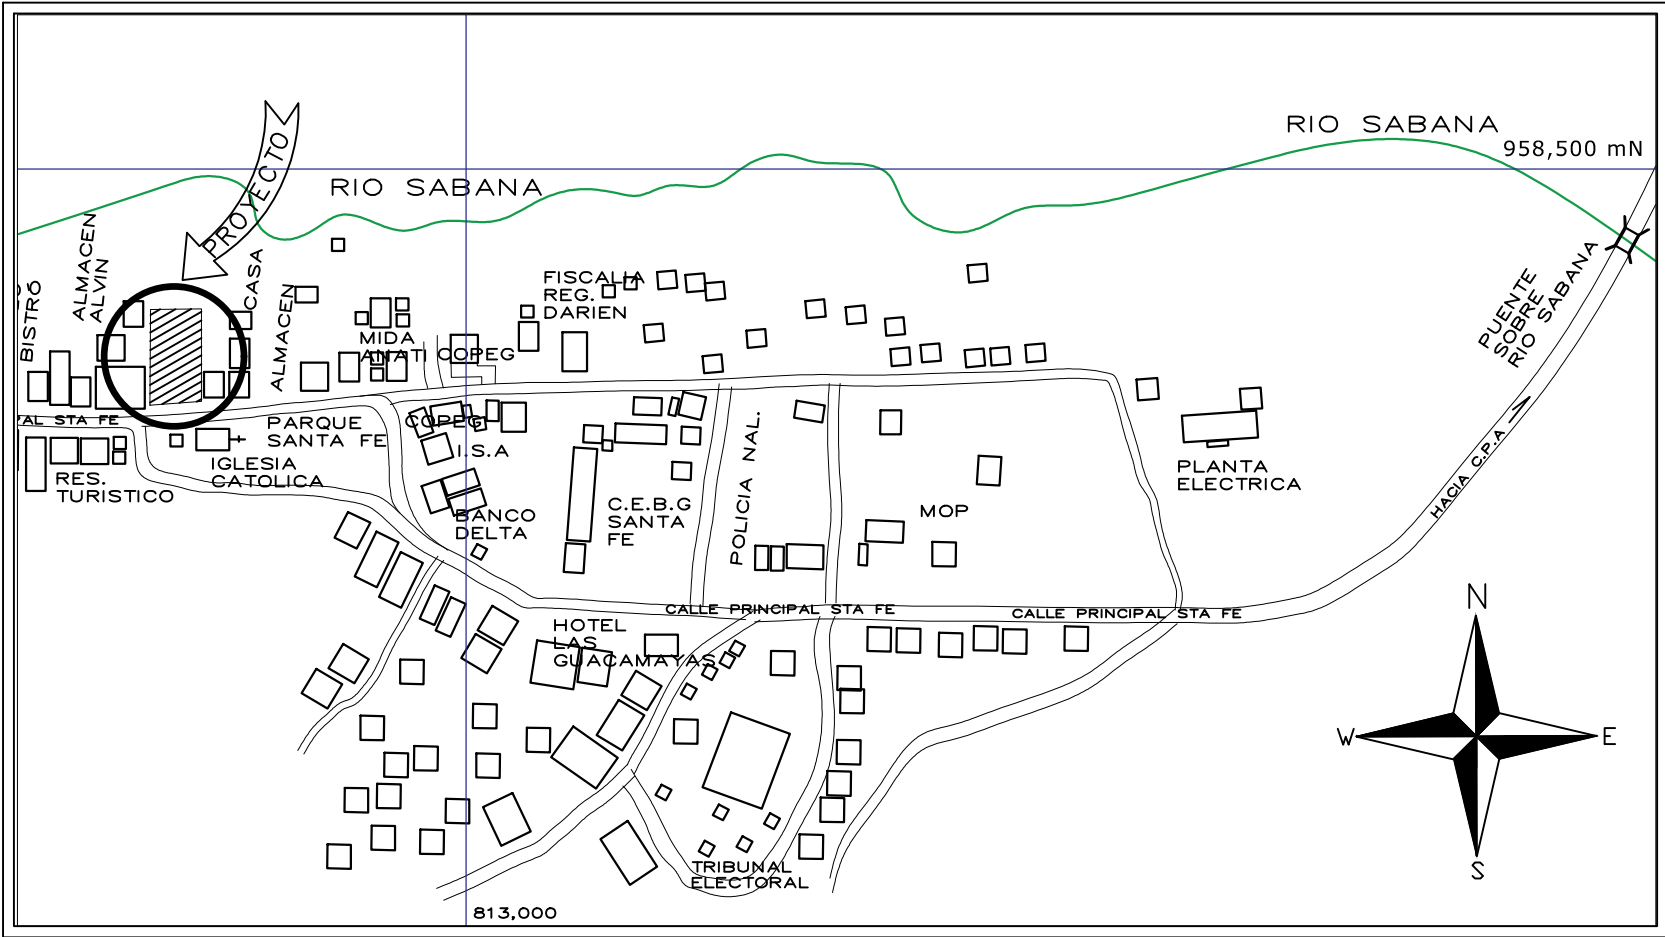 RIO SABANA
958,500 mN
PROYECTO
RIO SABANA
ALMACEN
ALVIN
CASA
ALMACEN
BISTRŐ
FISCALIA
REG.
DARIEN
PUENTE
SOBRE
RIO SABANA
MIDA
ANATI
COPEG
PAL STA FE
PARQUE
SANTA FE
COPEG
I.S.A
IGLESIA
CATOLICA
RES.
TURISTICO
BANCO
DELTA
C.E.B.G
SANTA
FE
POLICIA NAL.
MOP
PLANTA
ELECTRICA
HACIA C.P.A
CALLE PRINCIPAL STA FE
CALLE PRINCIPAL STA FE
HOTEL
LAS
GUACAMAYAS
TRIBUNAL
ELECTORAL
813,000
N
W
E
S